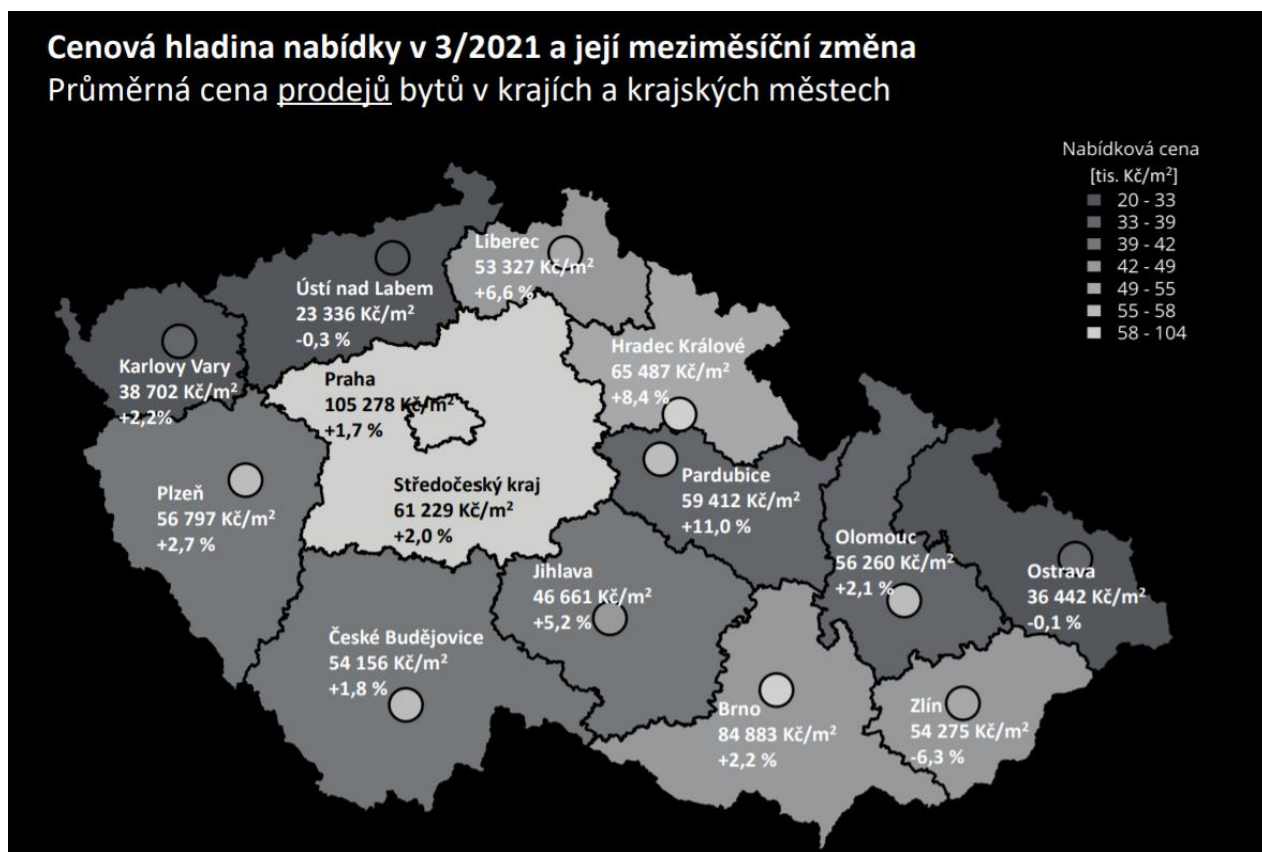 Cenová hladina nabídky v 3/2021 a její meziměsíční změna
Průměrná cena prodejů bytů v krajích a krajských městech
Nabídková cena
[tis. Kč/m²]
20 - 33
33 - 39
39 - 42
42 - 49
49 - 55
55 - 58
58 - 104
Liberec
53 327 Kč/m²
+6,6 %
Ústí nad Labem
23 336 Kč/m²
-0,3 %
Karlovy Vary
38 702 Kč/m²
+2,2%
Praha
105 278 Kč/m²
+1,7 %
Hradec Králové
65 487 Kč/m²
+8,4 %
Plzeň
56 797 Kč/m²
+2,7 %
Středočeský kraj
61 229 Kč/m²
+2,0 %
Pardubice
59 412 Kč/m²
+11,0 %
Olomouc
56 260 Kč/m²
+2,1 %
Ostrava
36 442 Kč/m²
-0,1 %
Jihlava
46 661 Kč/m²
+5,2 %
České Budějovice
54 156 Kč/m²
+1,8 %
Brno
84 883 Kč/m²
+2,2 %
Zlín
54 275 Kč/m²
-6,3 %